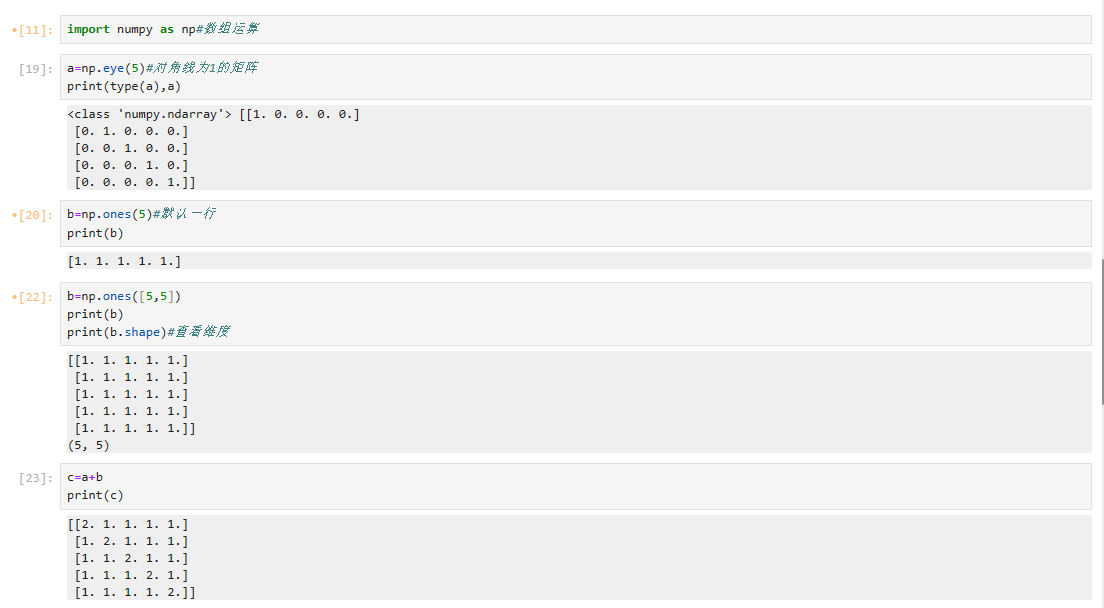 [11]: import numpy as np#数组运算
[19]: a=np.eye(5)#对角线为1的矩阵
print(type(a),a)
<class 'numpy.ndarray'> [[1. 0. 0. 0. 0.]
 [0. 1. 0. 0. 0.]
 [0. 0. 1. 0. 0.]
 [0. 0. 0. 1. 0.]
 [0. 0. 0. 0. 1.]]
[20]: b=np.ones(5)#默认一行
print(b)
[1. 1. 1. 1. 1.]
[22]: b=np.ones([5,5])
print(b)
print(b.shape)#查看维度
[[1. 1. 1. 1. 1.]
 [1. 1. 1. 1. 1.]
 [1. 1. 1. 1. 1.]
 [1. 1. 1. 1. 1.]
 [1. 1. 1. 1. 1.]]
(5, 5)
[23]: c=a+b
print(c)
[[2. 1. 1. 1. 1.]
 [1. 2. 1. 1. 1.]
 [1. 1. 2. 1. 1.]
 [1. 1. 1. 2. 1.]
 [1. 1. 1. 1. 2.]]